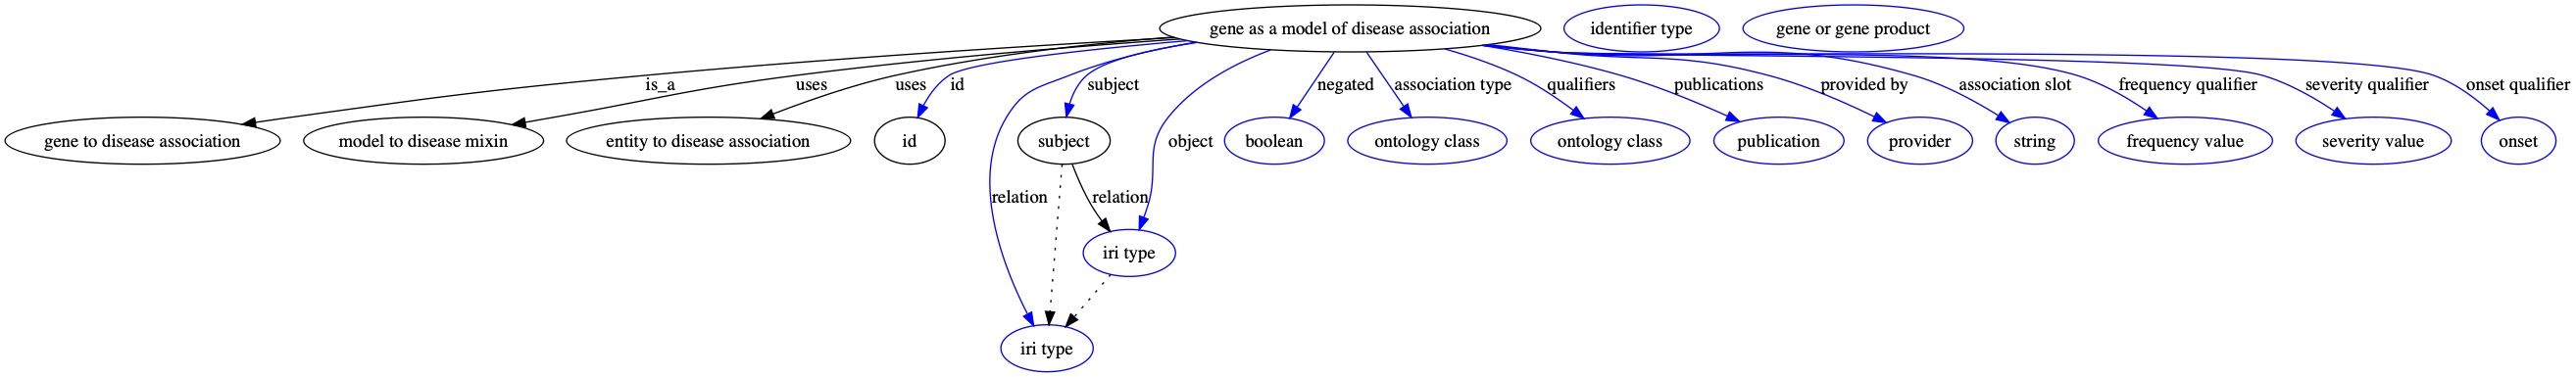 gene as a model of disease association
identifier type
gene or gene product
is_a
uses
uses
id
subject
negated
association type
qualifiers
publications
provided by
association slot
frequency qualifier
severity qualifier
onset qualifier
gene to disease association
model to disease mixin
entity to disease association
id
subject
object
boolean
ontology class
ontology class
publication
provider
string
frequency value
severity value
onset
relation
relation
iri type
iri type